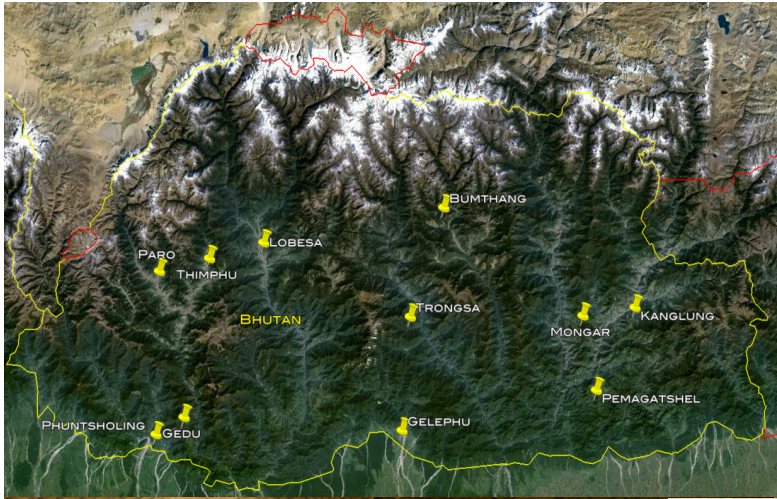 Bumthang
Lobesa
Paro
Thimphu
Trongsa
Bhutan
Kanglung
Mongar
Pemagatshel
Phuntsholing
Gedu
Gelephu